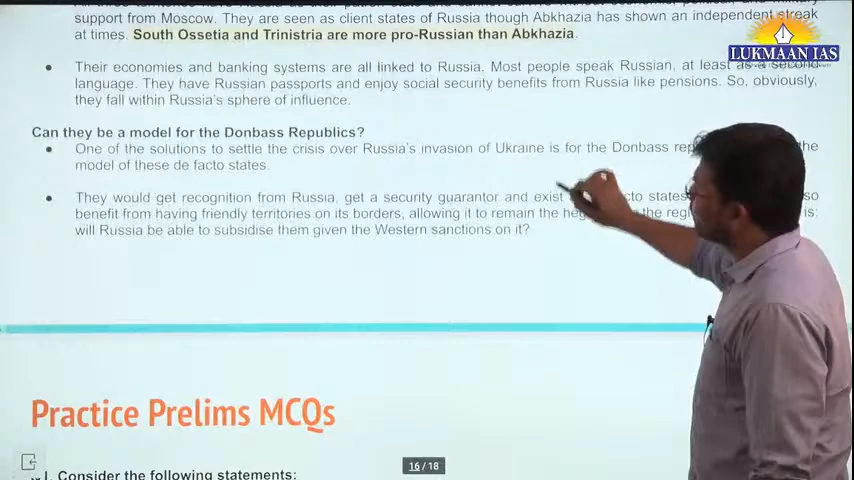 support from Moscow. They are seen as client states of Russia though Abkhazia has shown an independent streak
at times. South Ossetia and Trinistria are more pro-Russian than Abkhazia.
LUKMAAN IAS
Their economies and banking systems are all linked to Russia. Most people speak Russian, at least as a second
language. They have Russian passports and enjoy social security benefits from Russia like pensions. So, obviously,
they fall within Russia's sphere of influence.
Can they be a model for the Donbass Republics?
One of the solutions to settle the crisis over Russia's invasion of Ukraine is for the Donbass the
model of these de facto states.
They would get recognition from Russia, get a security guarantor and exist states
benefit from having friendly territories on its borders, allowing it to remain the the is:
will Russia be able to subsidise them given the Western sanctions on it?
Practice Prelims MCQs
16 / 18
Consider the following statements: